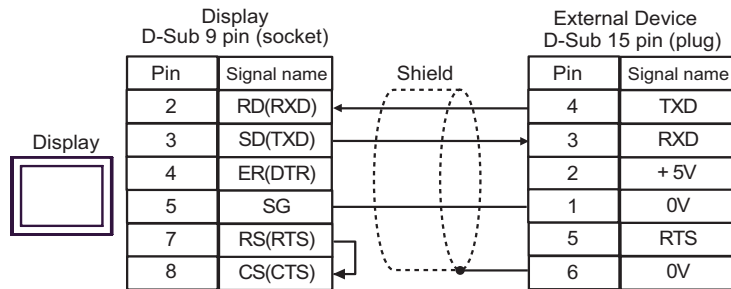 Display
D-Sub 9 pin (socket)
External Device
D-Sub 15 pin (plug)
Pin Signal name Shield Pin Signal name
2 RD(RXD) 4 TXD
Display 3 SD(TXD) 3 RXD
4 ER(DTR) 2 +5V
5 SG 1 0V
7 RS(RTS) 5 RTS
8 CS(CTS) 6 0V